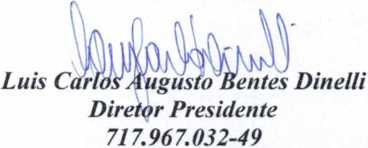 Luis Carlos Augusto Bentes Dinelli
Diretor Presidente
717.967.032-49